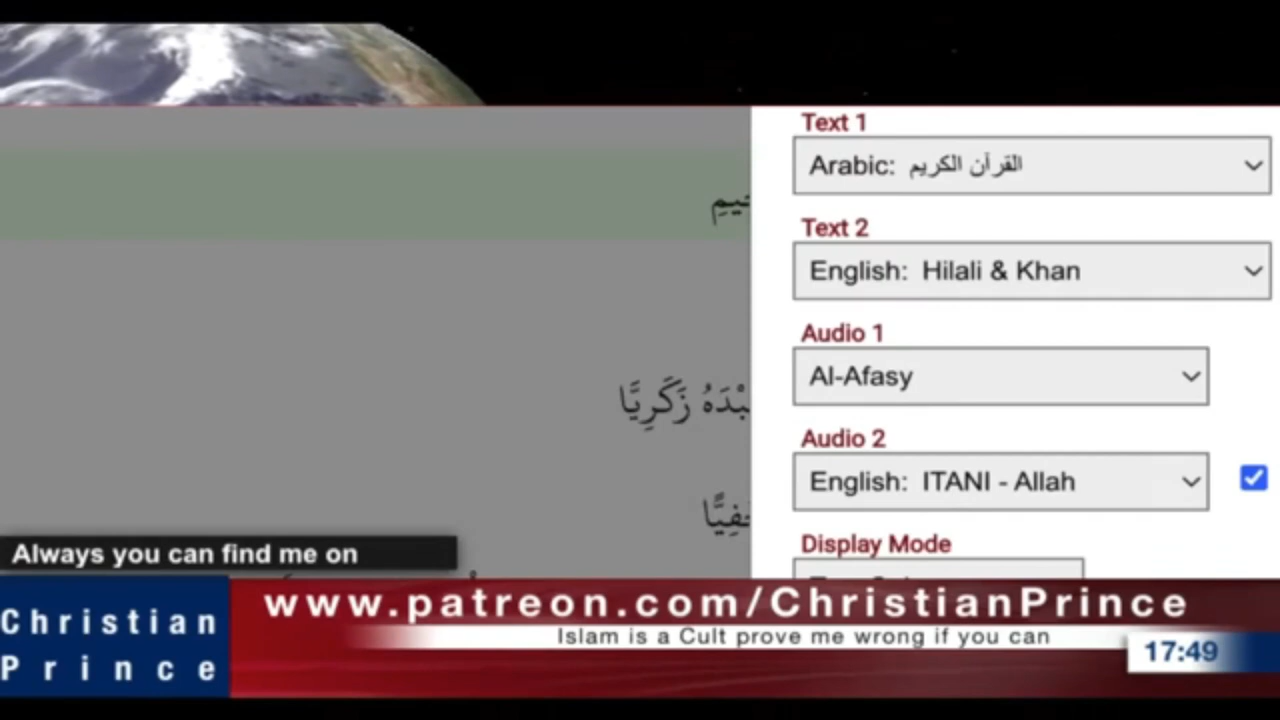 Text 1
Arabic: القرآن الكريم
Text 2
English: Hilali & Khan
زَكَرِيَّا
Audio 1
Al-Afasy
Audio 2
English: ITANI - Allah
Display Mode
Always you can find me on
Christian
Prince
www.patreon.com/ChristianPrince
Islam is a Cult prove me wrong if you can
17:49